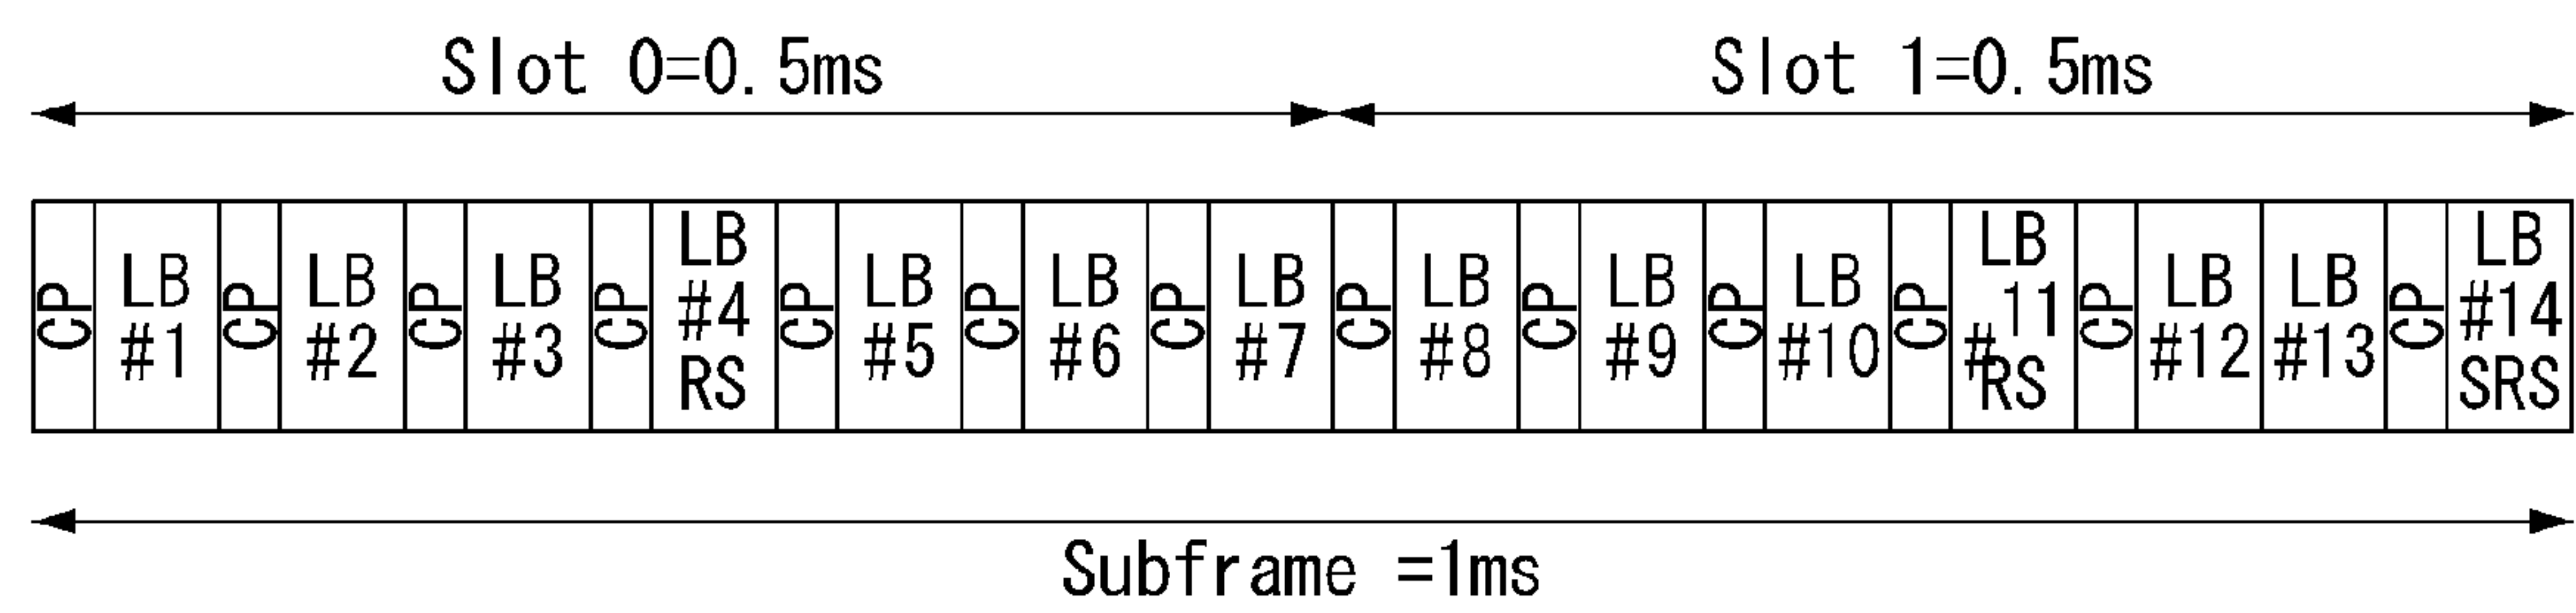 Slot 0=0.5ms
Slot 1=0.5ms
CP
LB
#1
CP
LB
#2
CP
LB
#3
CP
LB
#4
RS
CP
LB
#5
CP
LB
#6
CP
LB
#7
CP
LB
#8
CP
LB
#9
CP
LB
#10
CP
LB
#11
RS
CP
LB
#12
LB
#13
CP
LB
#14
SRS
Subframe =1ms